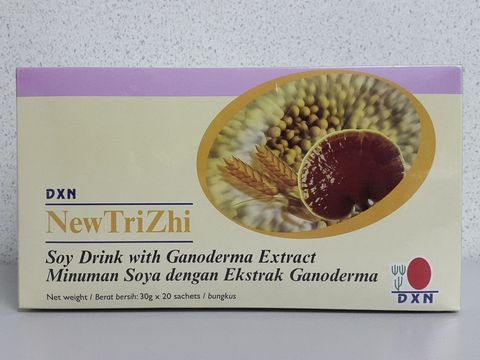 DXN
NewTriZhi
Soy Drink with Ganoderma Extract
Minuman Soya dengan Ekstrak Ganoderma
Net weight / Berat bersih: 30g x 20 sachets / bungkus
DXN